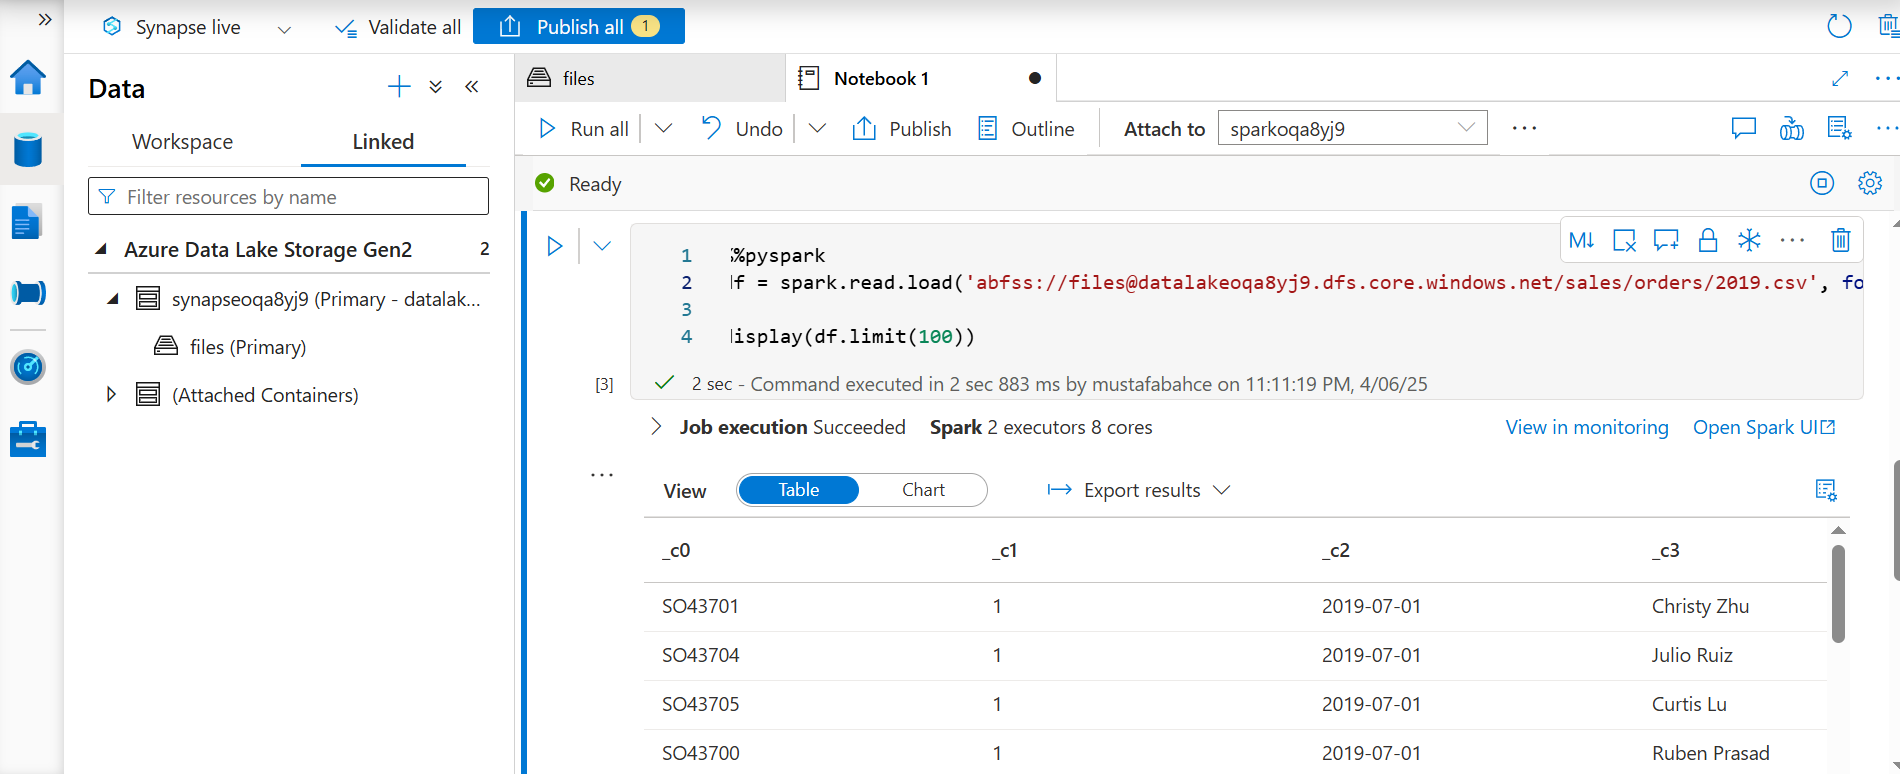 Synapse live
Validate all
Publish all 1
Data
Workspace
Linked
Filter resources by name
Azure Data Lake Storage Gen2 2
synapseoqa8yj9 (Primary - datalak...
files (Primary)
(Attached Containers)
files
Notebook 1
Run all
Undo
Publish
Outline
Attach to
sparkoqa8yj9
Ready
M↓
1 %%pyspark
2 df = spark.read.load('abfss://files@datalakeoqa8yj9.dfs.core.windows.net/sales/orders/2019.csv', fo
3
4 display(df.limit(100))
[3]
2 sec - Command executed in 2 sec 883 ms by mustafabahce on 11:11:19 PM, 4/06/25
Job execution Succeeded Spark 2 executors 8 cores
View in monitoring
Open Spark UI
View
Table
Chart
Export results
_c0 _c1 _c2 _c3
SO43701 1 2019-07-01 Christy Zhu
SO43704 1 2019-07-01 Julio Ruiz
SO43705 1 2019-07-01 Curtis Lu
SO43700 1 2019-07-01 Ruben Prasad